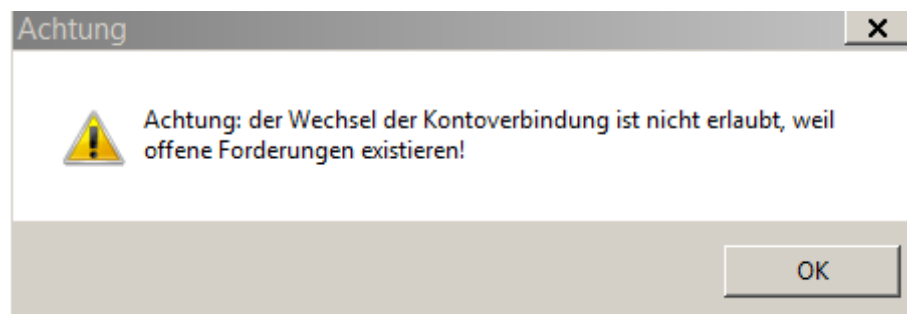 Achtung
Achtung: der Wechsel der Kontoverbindung ist nicht erlaubt, weil
offene Forderungen existieren!
OK